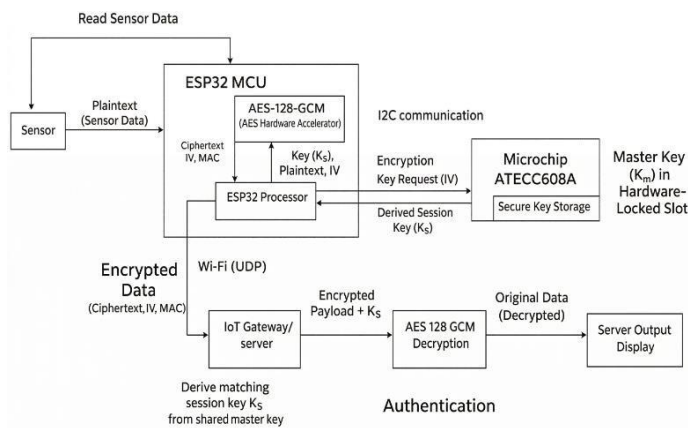 Read Sensor Data
ESP32 MCU
AES-128-GCM
(AES Hardware Accelerator)
I2C communication
Plaintext
(Sensor Data)
Sensor
Ciphertext
IV, MAC
Key (Kₛ),
Plaintext, IV
Encryption
Key Request (IV)
Microchip
ATECC608A
Secure Key Storage
Master Key
(Kₘ) in
Hardware-
Locked Slot
ESP32 Processor
Derived Session
Key (Kₛ)
Encrypted
Data
(Ciphertext, IV, MAC)
Wi-Fi (UDP)
IoT Gateway/
server
Encrypted
Payload + Kₛ
AES 128 GCM
Decryption
Original Data
(Decrypted)
Server Output
Display
Derive matching
session key Kₛ
from shared master key
Authentication